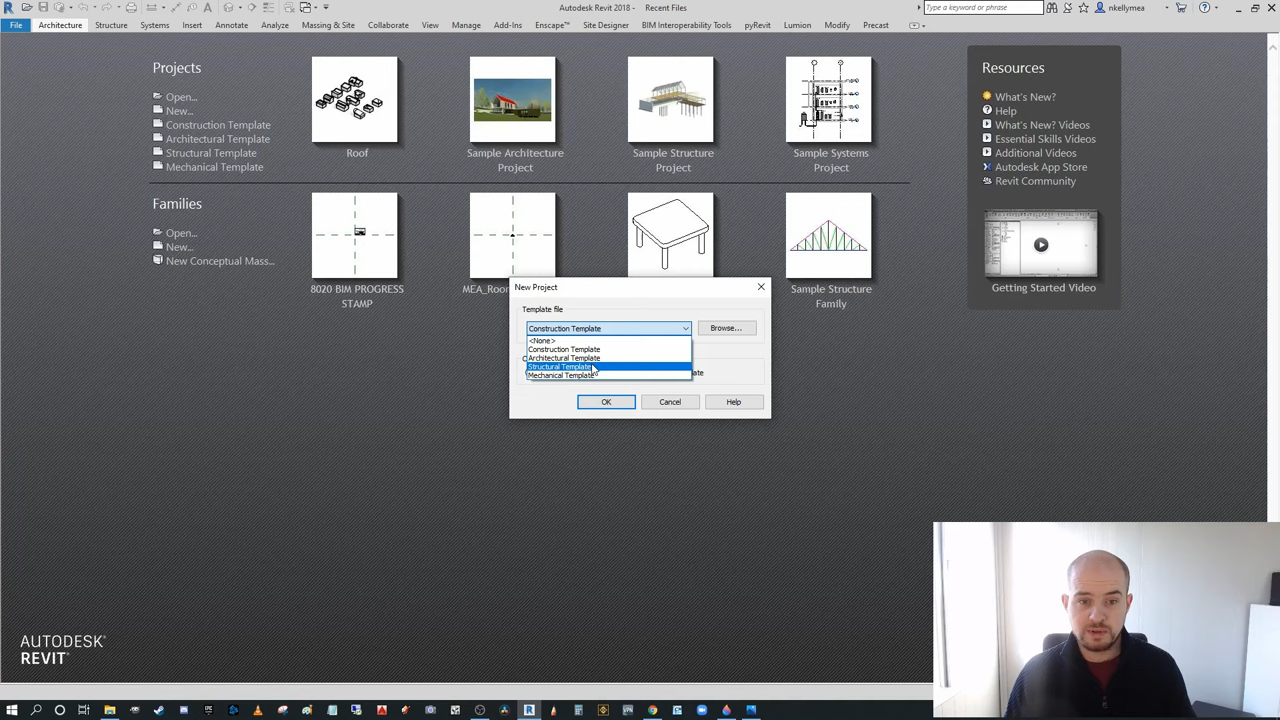 Autodesk Revit 2018 - Recent Files
Type a keyword or phrase
nkellymea
File
Architecture
Structure
Systems
Insert
Annotate
Analyze
Massing & Site
Collaborate
View
Manage
Add-Ins
Enscape™
Site Designer
BIM Interoperability Tools
pyRevit
Lumion
Modify
Precast
Projects
Open...
New...
Construction Template
Architectural Template
Structural Template
Mechanical Template
Roof
Sample Architecture
Project
Sample Structure
Project
Sample Systems
Project
Resources
What's New?
Help
What's New? Videos
Essential Skills Videos
Additional Videos
Autodesk App Store
Revit Community
Getting Started Video
Families
Open...
New...
New Conceptual Mass...
8020 BIM PROGRESS
STAMP
Sample Structure
Family
New Project
Template file
Construction Template
Browse...
<None>
Construction Template
Architectural Template
Structural Template
Mechanical Template
OK
Cancel
Help
AUTODESK®
REVIT®